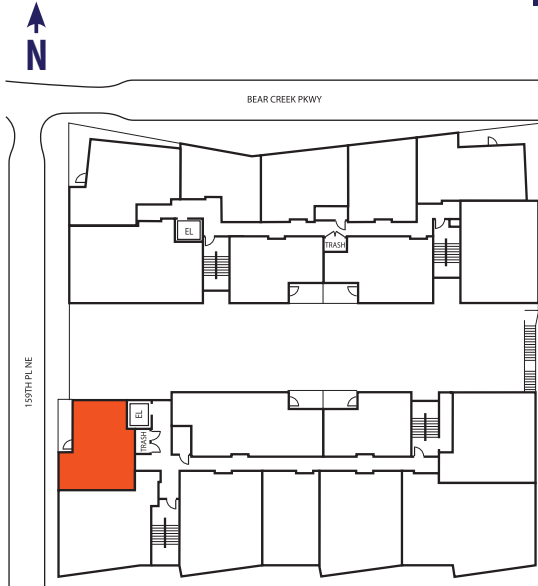 N
BEAR CREEK PKWY
EL
TRASH
159TH PL NE
EL
TRASH